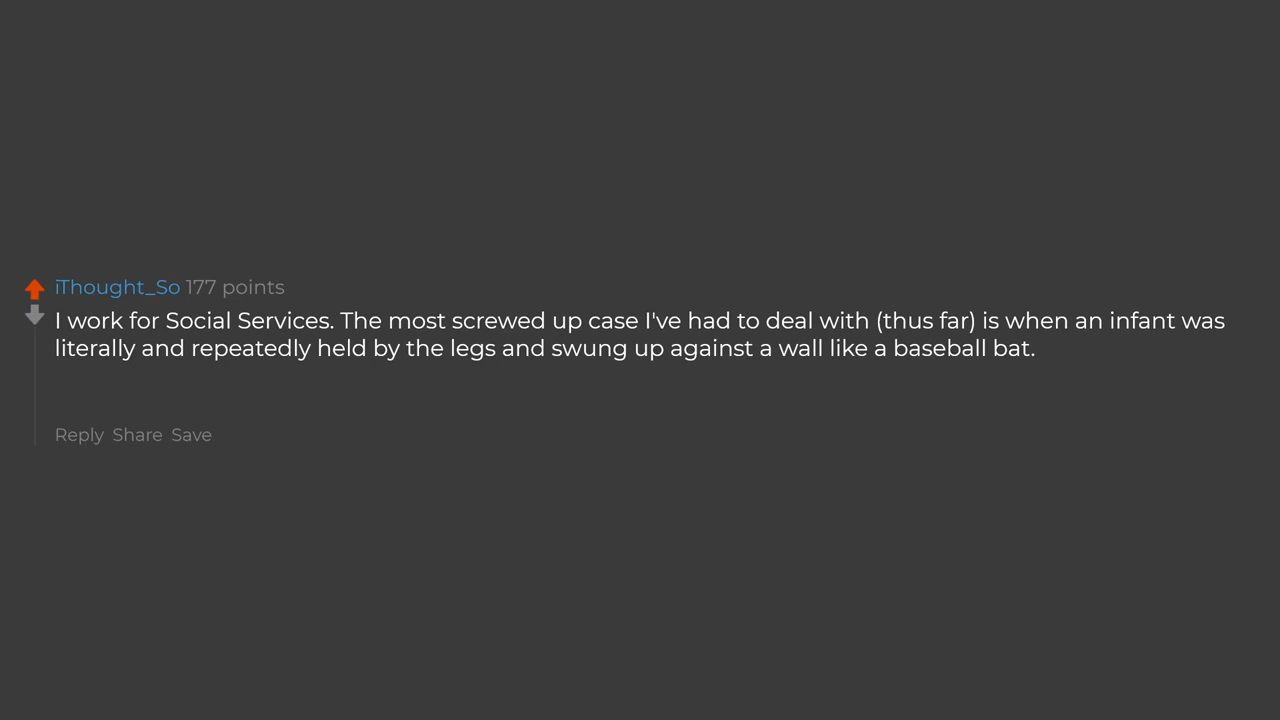 iThought_So 177 points
I work for Social Services. The most screwed up case I've had to deal with (thus far) is when an infant was
literally and repeatedly held by the legs and swung up against a wall like a baseball bat.
Reply Share Save